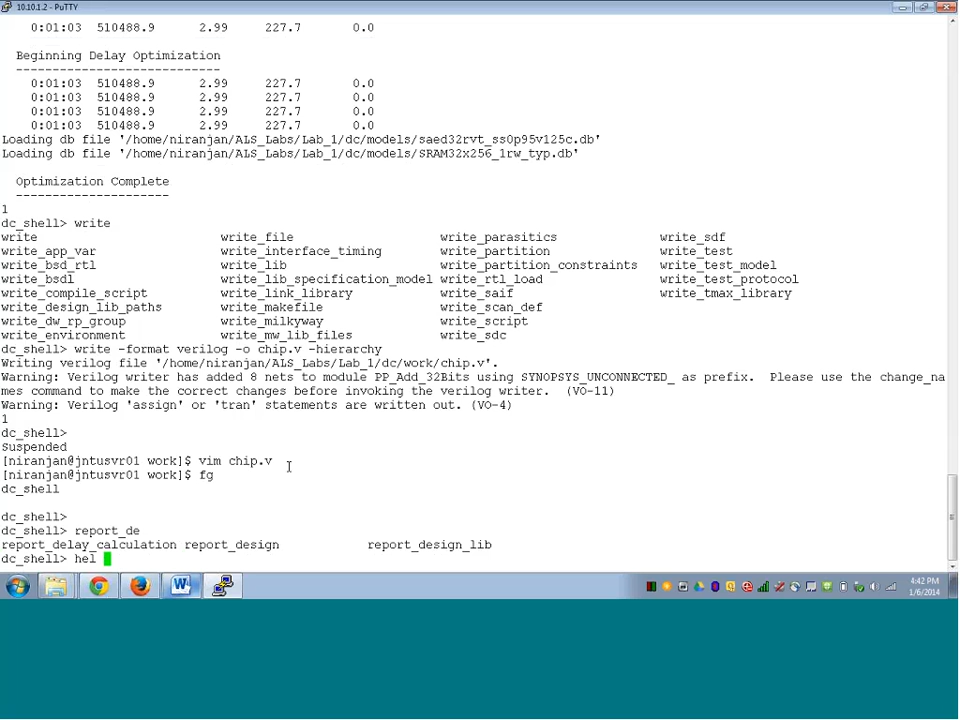 10.10.1.2 - PuTTY
0:01:03 510488.9 2.99 227.7 0.0
Beginning Delay Optimization
----------------------------
0:01:03 510488.9 2.99 227.7 0.0
0:01:03 510488.9 2.99 227.7 0.0
0:01:03 510488.9 2.99 227.7 0.0
0:01:03 510488.9 2.99 227.7 0.0
Loading db file '/home/niranjan/ALS_Labs/Lab_1/dc/models/saed32rvt_ss0p95v125c.db'
Loading db file '/home/niranjan/ALS_Labs/Lab_1/dc/models/SRAM32x256_1rw_typ.db'
Optimization Complete
---------------------
1
dc_shell> write
write write_file write_parasitics write_sdf
write_app_var write_interface_timing write_partition write_test
write_bsd_rtl write_lib write_partition_constraints write_test_model
write_bsdl write_lib_specification_model write_rtl_load write_test_protocol
write_compile_script write_link_library write_saif write_tmax_library
write_design_lib_paths write_makefile write_scan_def
write_dw_rp_group write_milkyway write_script
write_environment write_mw_lib_files write_sdc
dc_shell> write -format verilog -o chip.v -hierarchy
Writing verilog file '/home/niranjan/ALS_Labs/Lab_1/dc/work/chip.v'.
Warning: Verilog writer has added 8 nets to module PP_Add_32Bits using SYNOPSYS_UNCONNECTED_ as prefix.  Please use the change_na
mes command to make the correct changes before invoking the verilog writer.  (VO-11)
Warning: Verilog 'assign' or 'tran' statements are written out. (VO-4)
1
dc_shell>
Suspended
[niranjan@jntusvr01 work]$ vim chip.v
[niranjan@jntusvr01 work]$ fg
dc_shell
dc_shell>
dc_shell> report_de
report_delay_calculation report_design report_design_lib
dc_shell> hel
4:42 PM
1/6/2014